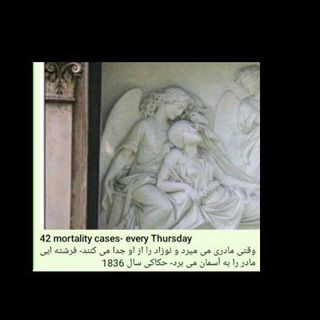 42 mortality cases- every Thursday
وقتی مادری می میرد و نوزاد را از او جدا می کنند- فرشته ایی
مادر را به آسمان می برد- حکاکی سال 1836